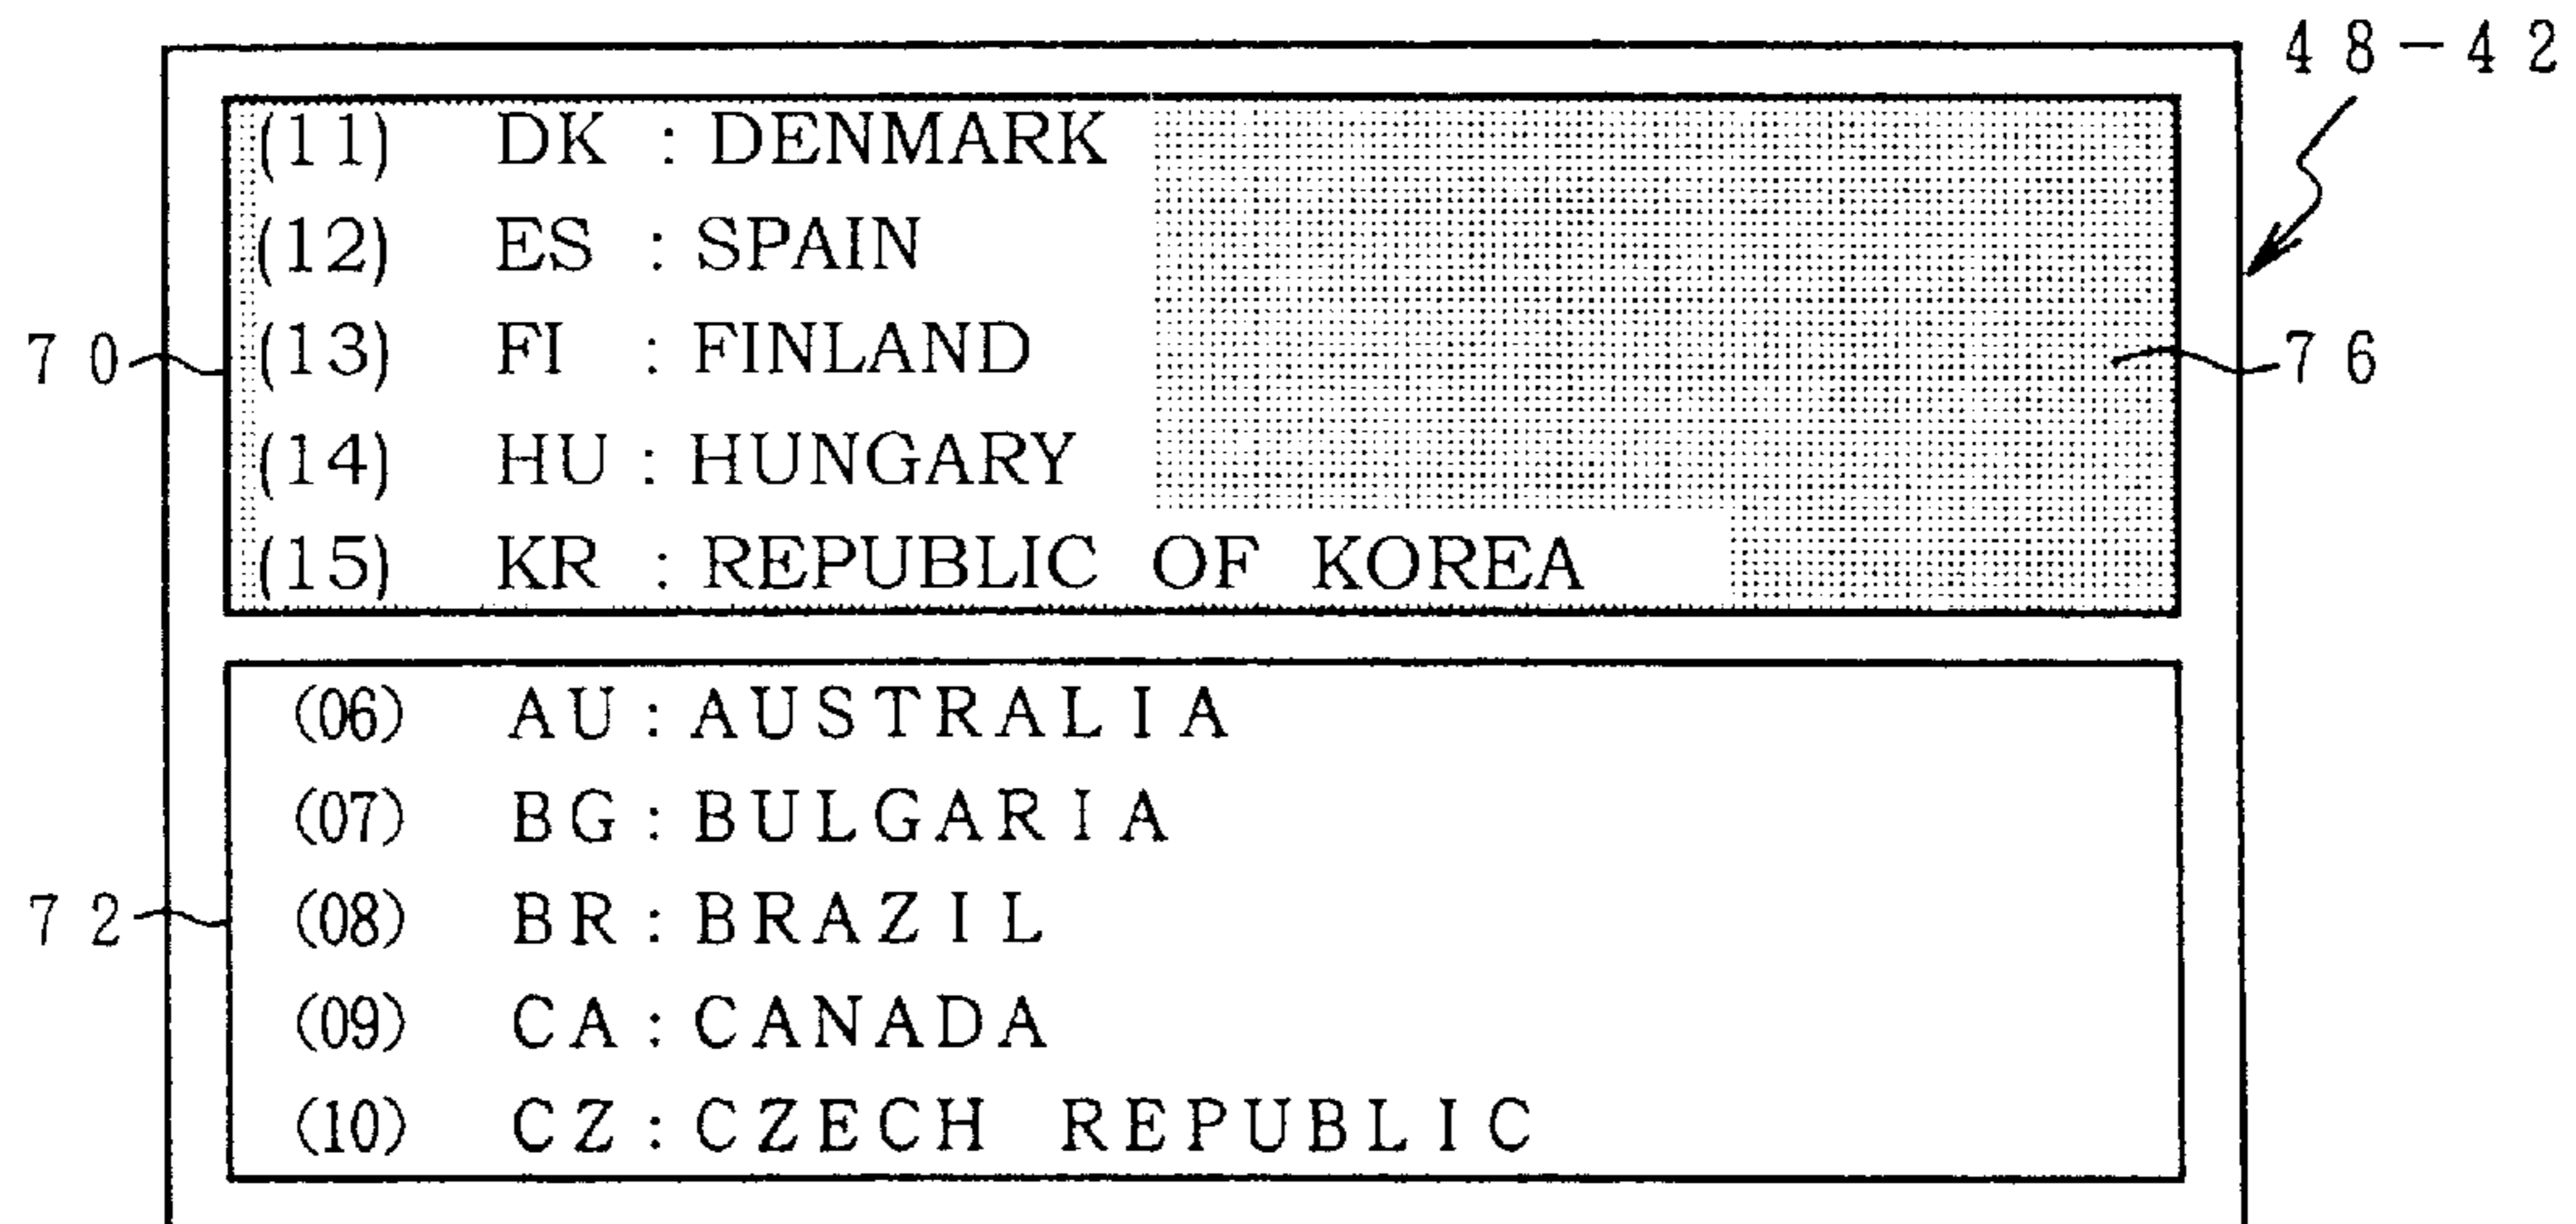 48-42
(11) DK : DENMARK
(12) ES : SPAIN
70 (13) FI : FINLAND 76
(14) HU : HUNGARY
(15) KR : REPUBLIC OF KOREA
(06) AU : AUSTRALIA
(07) BG : BULGARIA
72 (08) BR : BRAZIL
(09) CA : CANADA
(10) CZ : CZECH REPUBLIC